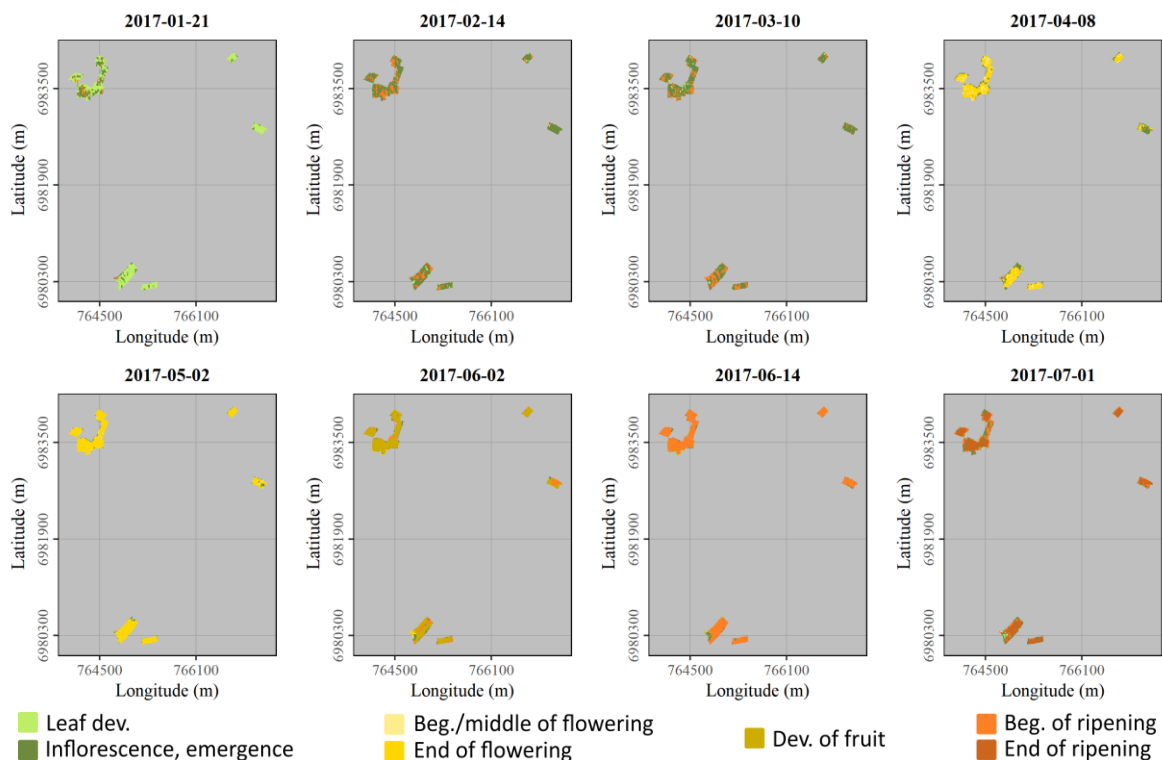 2017-01-21 2017-02-14 2017-03-10 2017-04-08
Latitude (m) Latitude (m) Latitude (m) Latitude (m)
6983500 6983500 6983500 6983500
6981900 6981900 6981900 6981900
6980300 6980300 6980300 6980300
764500 766100 764500 766100 764500 766100 764500 766100
Longitude (m) Longitude (m) Longitude (m) Longitude (m)
2017-05-02 2017-06-02 2017-06-14 2017-07-01
Latitude (m) Latitude (m) Latitude (m) Latitude (m)
6983500 6983500 6983500 6983500
6981900 6981900 6981900 6981900
6980300 6980300 6980300 6980300
764500 766100 764500 766100 764500 766100 764500 766100
Longitude (m) Longitude (m) Longitude (m) Longitude (m)
Leaf dev.
Inflorescence, emergence
Beg./middle of flowering
End of flowering
Dev. of fruit
Beg. of ripening
End of ripening